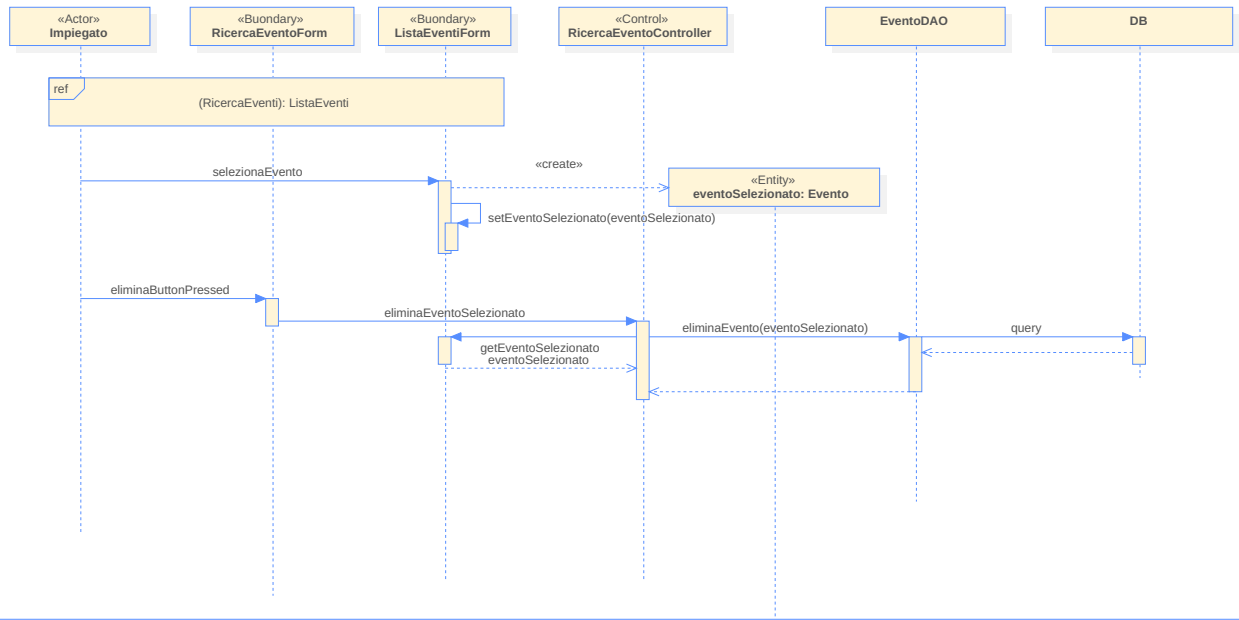 «Actor»
Impiegato
«Buondary»
RicercaEventoForm
«Buondary»
ListaEventiForm
«Control»
RicercaEventoController
EventoDAO
DB
ref
(RicercaEventi): ListaEventi
selezionaEvento
«create»
«Entity»
eventoSelezionato: Evento
setEventoSelezionato(eventoSelezionato)
eliminaButtonPressed
eliminaEventoSelezionato
eliminaEvento(eventoSelezionato)
query
getEventoSelezionato
eventoSelezionato